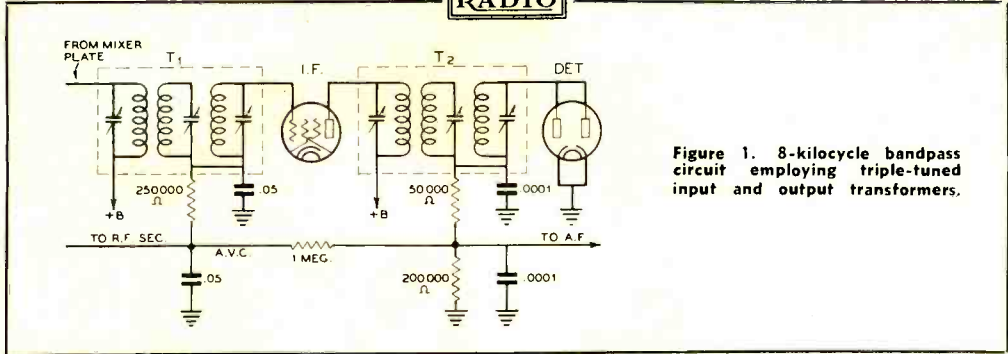 RADIO
FROM MIXER
PLATE
T1
I.F.
T2
DET
250000
Ω
.05
50000
Ω
.0001
+B
+B
TO R.F. SEC.
A.V.C.
1 MEG.
TO A.F
.05
200000
Ω
.0001
Figure 1. 8-kilocycle bandpass
circuit employing triple-tuned
input and output transformers.